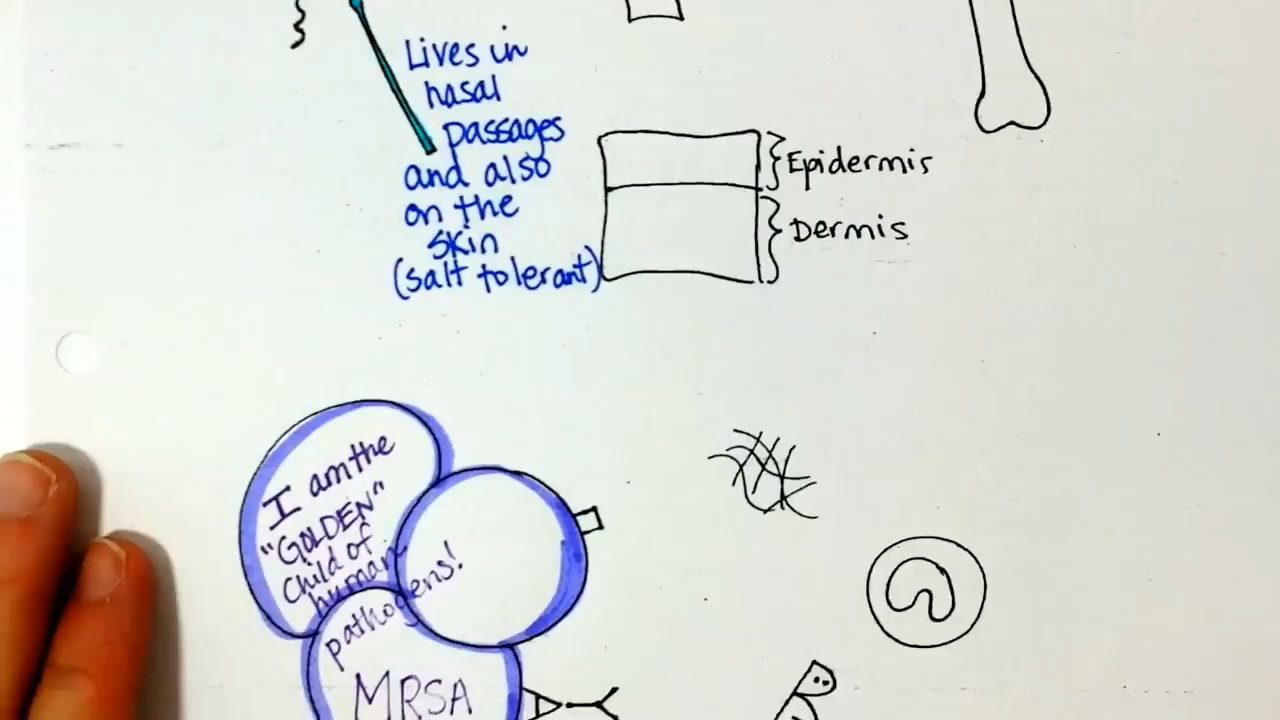 Lives in
nasal
passages
and also
on the
skin
(salt tolerant)
Epidermis
Dermis
I am the
"GOLDEN"
Child of
human
pathogens!
MRSA